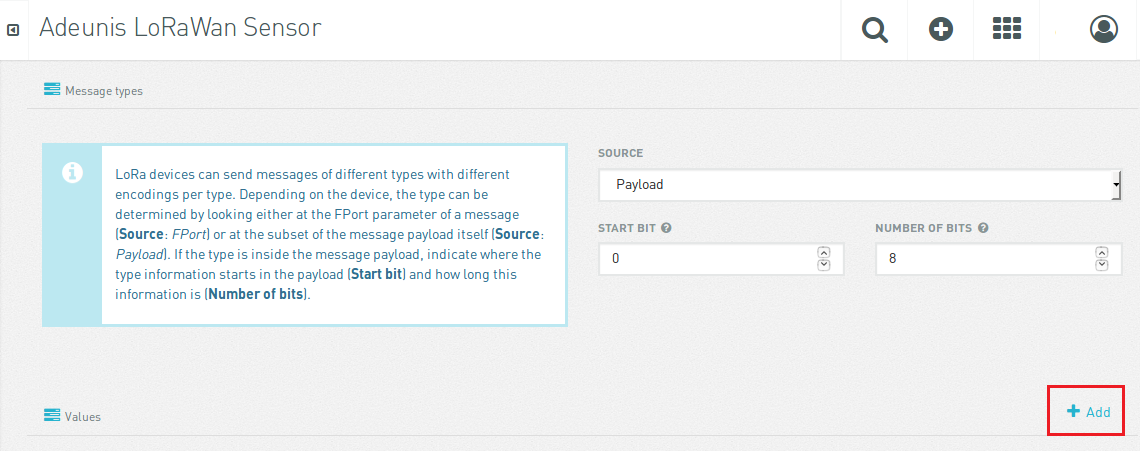 Adeunis LoRaWan Sensor
Message types
LoRa devices can send messages of different types with different
encodings per type. Depending on the device, the type can be
determined by looking either at the FPort parameter of a message
(Source: FPort) or at the subset of the message payload itself (Source:
Payload). If the type is inside the message payload, indicate where the
type information starts in the payload (Start bit) and how long this
information is (Number of bits).
SOURCE
Payload
START BIT
NUMBER OF BITS
0
8
Values
Add